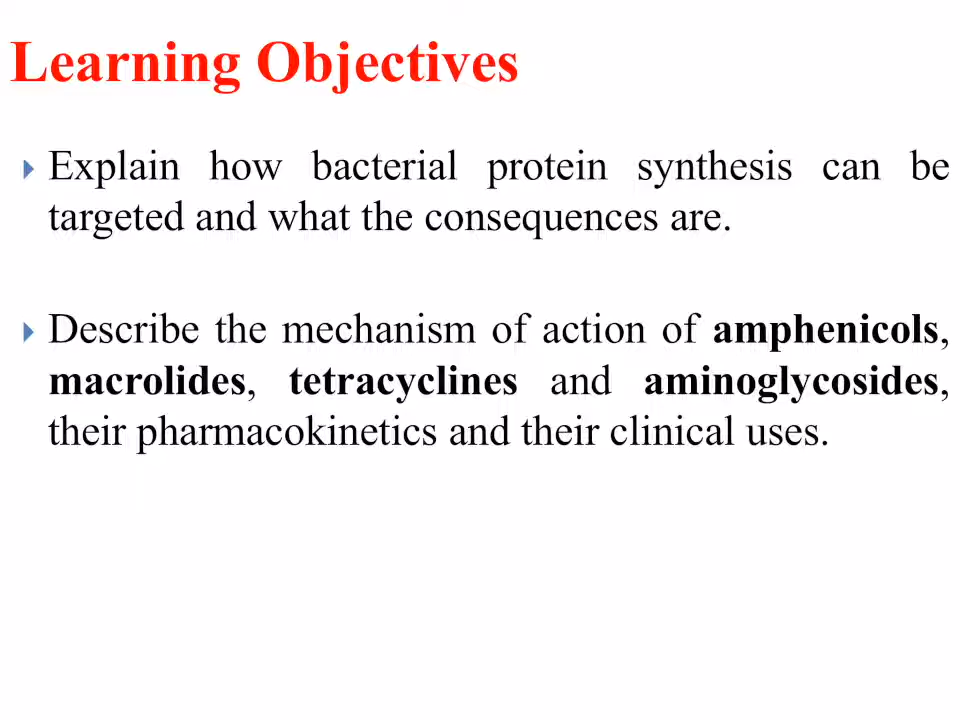 Learning Objectives
Explain how bacterial protein synthesis can be
targeted and what the consequences are.
Describe the mechanism of action of amphenicols,
macrolides, tetracyclines and aminoglycosides,
their pharmacokinetics and their clinical uses.